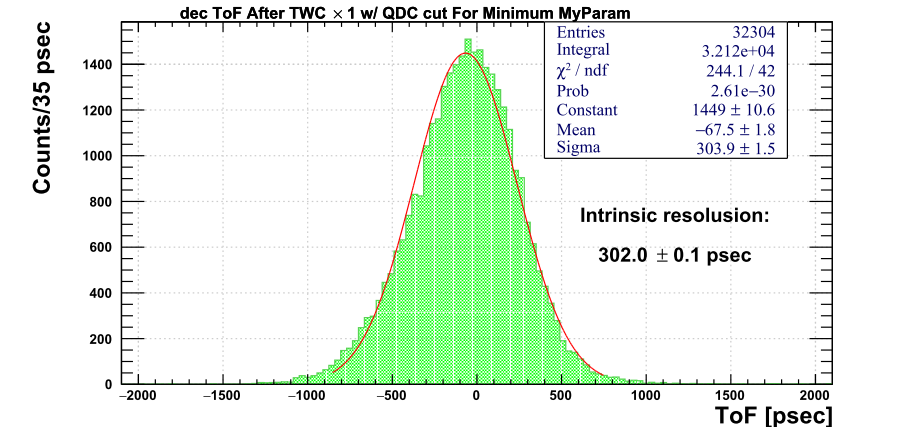 dec ToF After TWC × 1 w/ QDC cut For Minimum MyParam
Counts/35 psec
Entries 32304
Integral 3.212e+04
χ² / ndf 244.1 / 42
Prob 2.61e−30
Constant 1449 ± 10.6
Mean −67.5 ± 1.8
Sigma 303.9 ± 1.5
Intrinsic resolusion:
302.0 ± 0.1 psec
1400
1200
1000
800
600
400
200
0
−2000 −1500 −1000 −500 0 500 1000 1500 2000
ToF [psec]